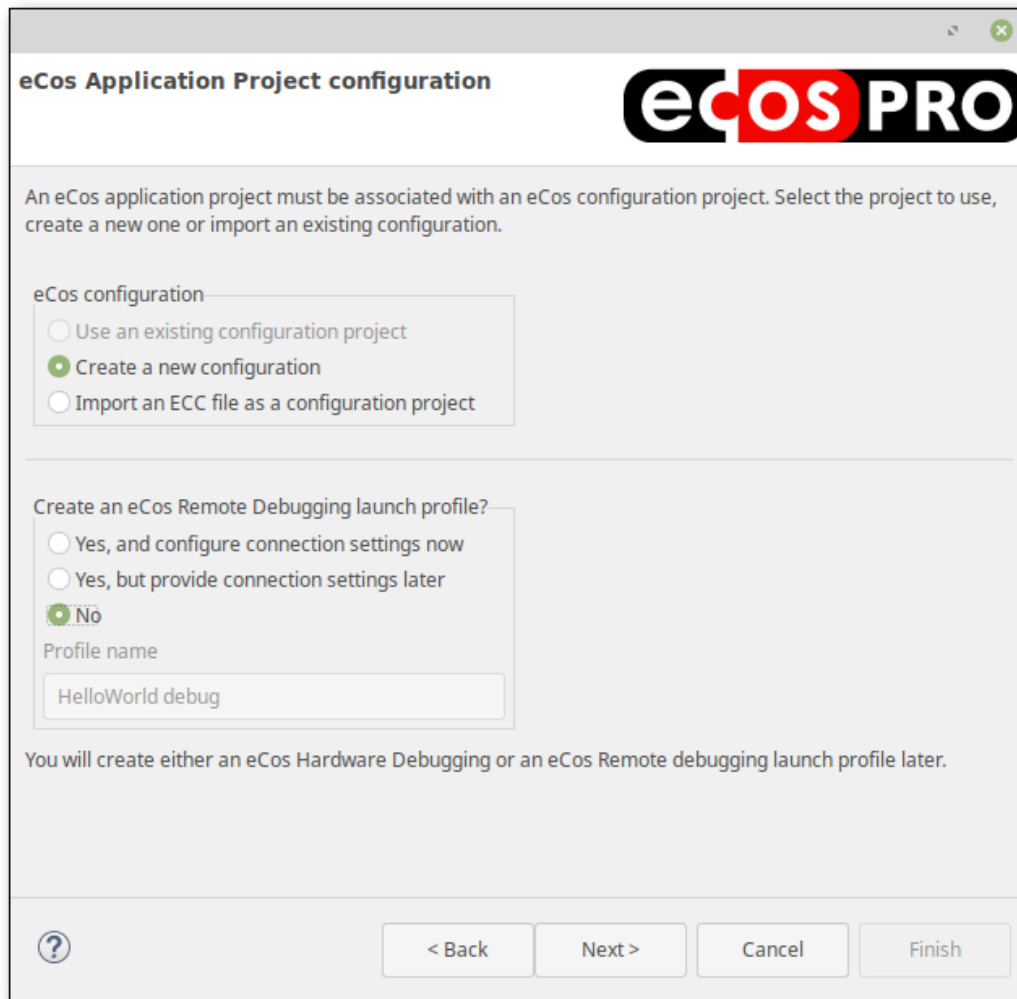 eCos Application Project configuration
eCOS PRO
An eCos application project must be associated with an eCos configuration project. Select the project to use,
create a new one or import an existing configuration.
eCos configuration
Use an existing configuration project
Create a new configuration
Import an ECC file as a configuration project
Create an eCos Remote Debugging launch profile?
Yes, and configure connection settings now
Yes, but provide connection settings later
No
Profile name
HelloWorld debug
You will create either an eCos Hardware Debugging or an eCos Remote debugging launch profile later.
?
< Back
Next >
Cancel
Finish